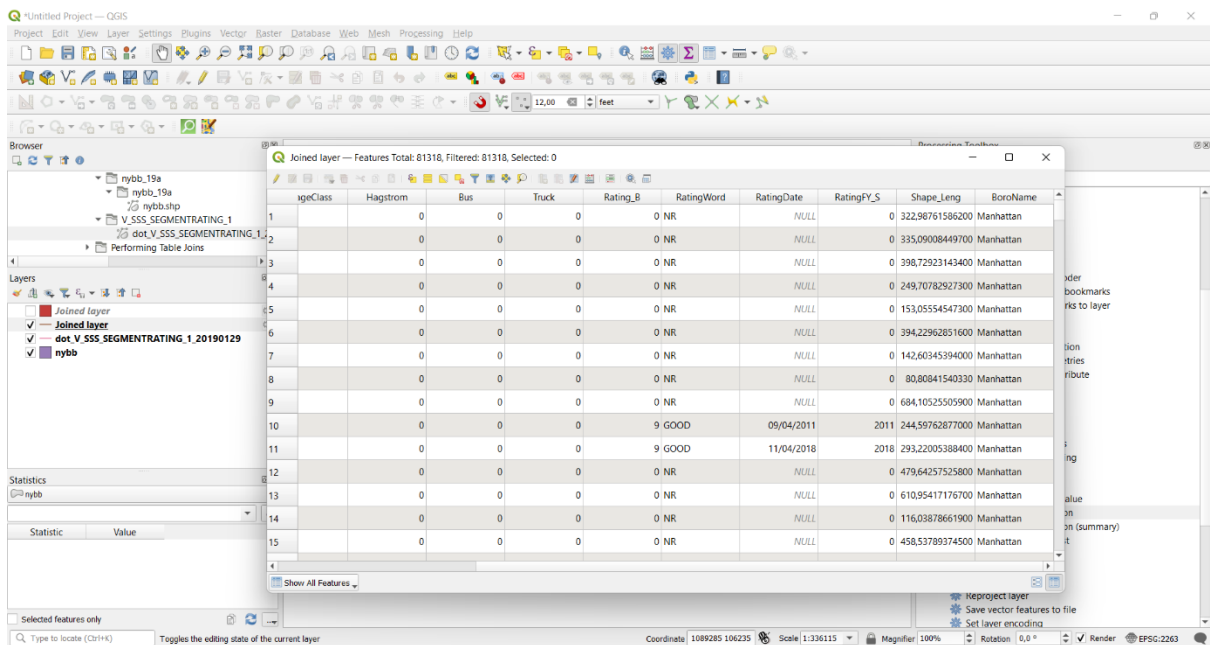 *Untitled Project — QGIS
Project Edit View Layer Settings Plugins Vector Raster Database Web Mesh Processing Help
12,00 feet
Browser
nybb_19a
nybb_19a
nybb.shp
V_SSS_SEGMENTRATING_1
dot_V_SSS_SEGMENTRATING_1_2
Performing Table Joins
Layers
Joined layer
Joined layer
dot_V_SSS_SEGMENTRATING_1_20190129
nybb
Statistics
nybb
Statistic Value
Selected features only
Joined layer — Features Total: 81318, Filtered: 81318, Selected: 0
ageClass Hagstrom Bus Truck Rating_B RatingWord RatingDate RatingFY_S Shape_Leng BoroName
1 0 0 0 0 NR NULL 0 322,98761586200 Manhattan
2 0 0 0 0 NR NULL 0 335,09008449700 Manhattan
3 0 0 0 0 NR NULL 0 398,72923143400 Manhattan
4 0 0 0 0 NR NULL 0 249,70782927300 Manhattan
5 0 0 0 0 NR NULL 0 153,05554547300 Manhattan
6 0 0 0 0 NR NULL 0 394,22962851600 Manhattan
7 0 0 0 0 NR NULL 0 142,60345394000 Manhattan
8 0 0 0 0 NR NULL 0 80,80841540330 Manhattan
9 0 0 0 0 NR NULL 0 684,10525505900 Manhattan
10 0 0 0 9 GOOD 09/04/2011 2011 244,59762877000 Manhattan
11 0 0 0 9 GOOD 11/04/2018 2018 293,22005388400 Manhattan
12 0 0 0 0 NR NULL 0 479,64257525800 Manhattan
13 0 0 0 0 NR NULL 0 610,95417176700 Manhattan
14 0 0 0 0 NR NULL 0 116,03878661900 Manhattan
15 0 0 0 0 NR NULL 0 458,53789374500 Manhattan
Show All Features
Processing Toolbox
oder
bookmarks
rks to layer
tion
etries
ribute
s
ng
alue
on
on (summary)
st
Reproject layer
Save vector features to file
Set layer encoding
Type to locate (Ctrl+K) Toggles the editing state of the current layer Coordinate 1089285 106235 Scale 1:336115 Magnifier 100% Rotation 0,0 ° Render EPSG:2263